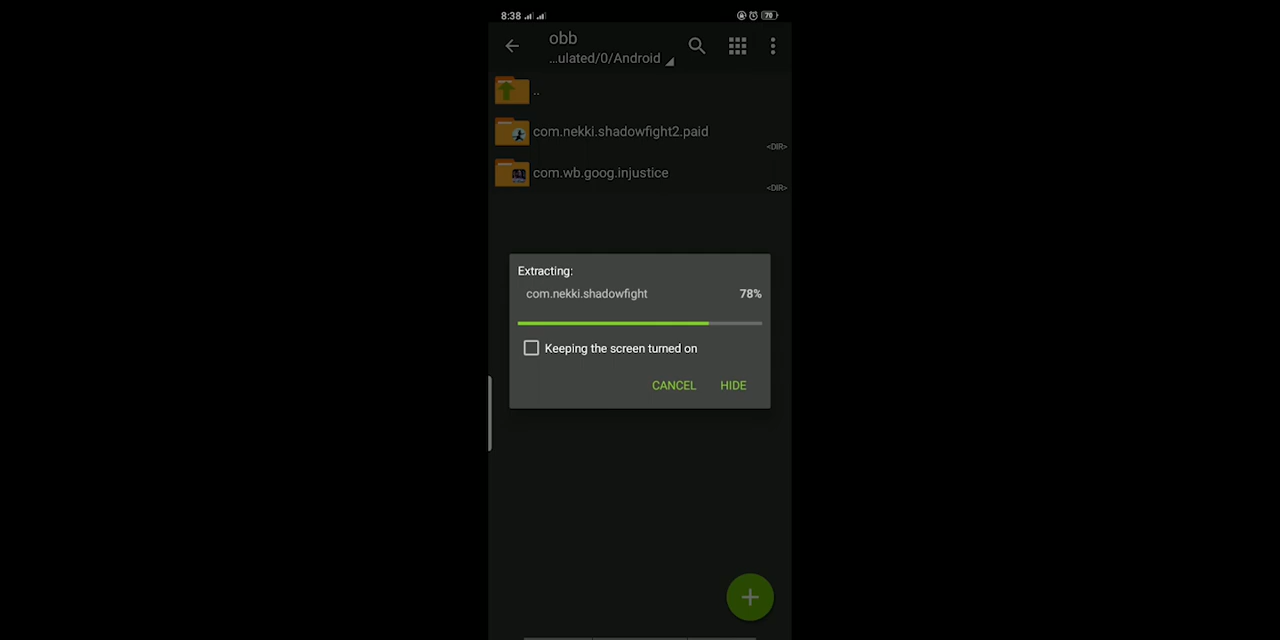 8:38
70
obb
...ulated/0/Android
..
com.nekki.shadowfight2.paid
<DIR>
com.wb.goog.injustice
<DIR>
Extracting:
com.nekki.shadowfight 78%
Keeping the screen turned on
CANCEL HIDE